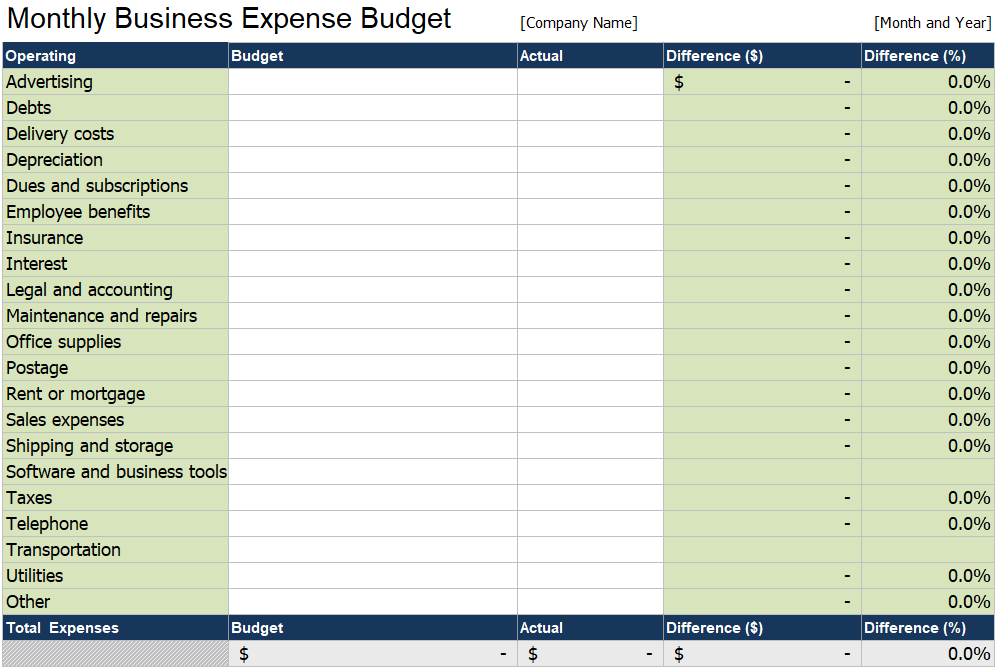 Monthly Business Expense Budget [Company Name] [Month and Year]
Operating Budget Actual Difference ($) Difference (%)
Advertising $ - 0.0%
Debts - 0.0%
Delivery costs - 0.0%
Depreciation - 0.0%
Dues and subscriptions - 0.0%
Employee benefits - 0.0%
Insurance - 0.0%
Interest - 0.0%
Legal and accounting - 0.0%
Maintenance and repairs - 0.0%
Office supplies - 0.0%
Postage - 0.0%
Rent or mortgage - 0.0%
Sales expenses - 0.0%
Shipping and storage - 0.0%
Software and business tools
Taxes - 0.0%
Telephone - 0.0%
Transportation
Utilities - 0.0%
Other - 0.0%
Total Expenses Budget Actual Difference ($) Difference (%)
$ - $ - $ - 0.0%